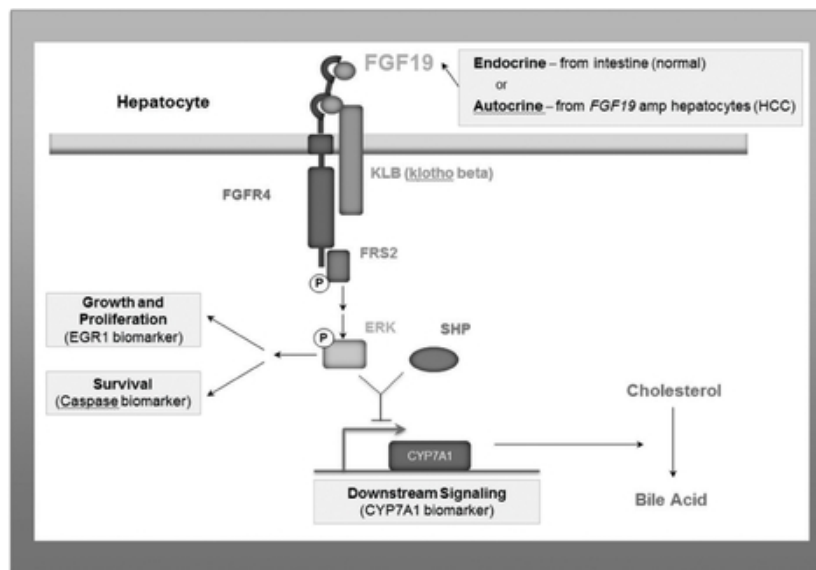 FGF19
Endocrine – from intestine (normal)
or
Autocrine – from FGF19 amp hepatocytes (HCC)
Hepatocyte
KLB (klotho beta)
FGFR4
FRS2
P
Growth and
Proliferation
(EGR1 biomarker)
P
ERK
SHP
Survival
(Caspase biomarker)
Cholesterol
CYP7A1
Downstream Signaling
(CYP7A1 biomarker)
Bile Acid